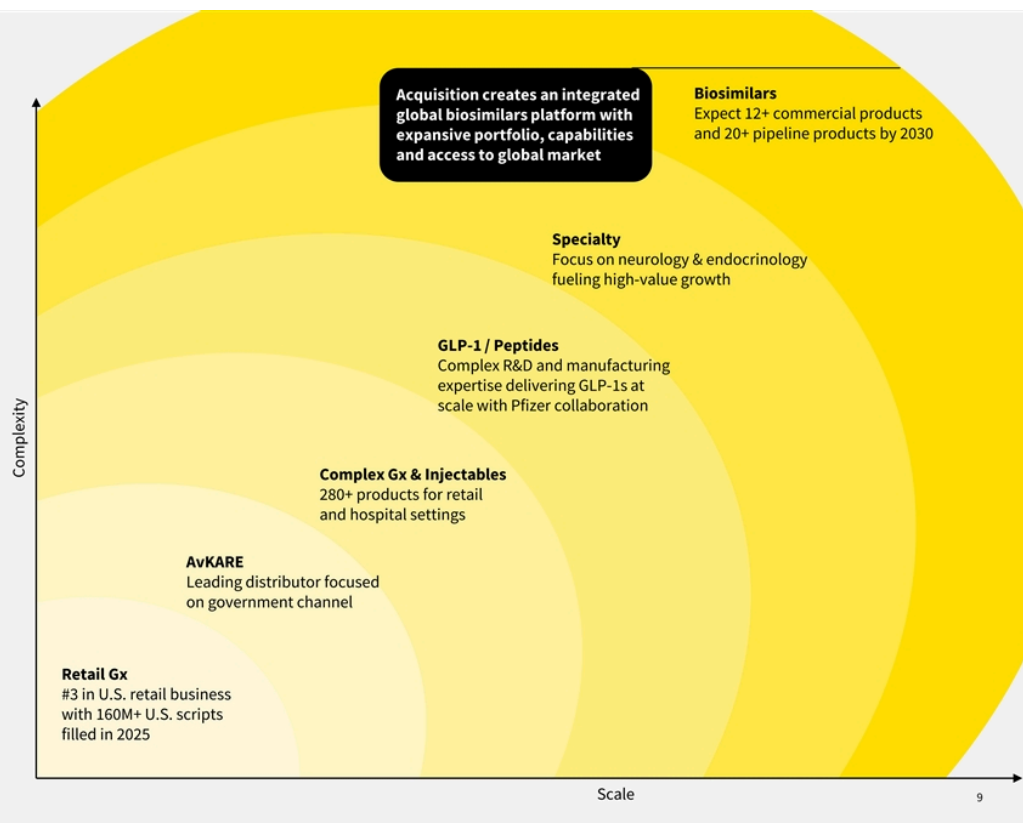 Acquisition creates an integrated
global biosimilars platform with
expansive portfolio, capabilities
and access to global market
Biosimilars
Expect 12+ commercial products
and 20+ pipeline products by 2030
Specialty
Focus on neurology & endocrinology
fueling high-value growth
GLP-1 / Peptides
Complex R&D and manufacturing
expertise delivering GLP-1s at
scale with Pfizer collaboration
Complex Gx & Injectables
280+ products for retail
and hospital settings
AvKARE
Leading distributor focused
on government channel
Retail Gx
#3 in U.S. retail business
with 160M+ U.S. scripts
filled in 2025
Complexity
Scale
9